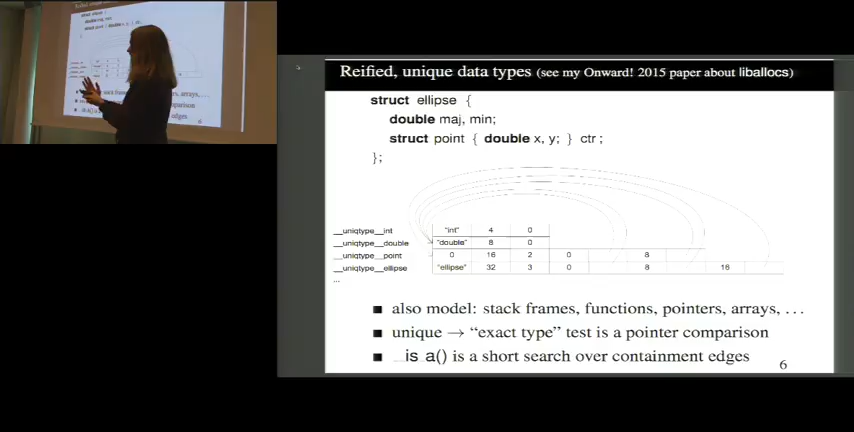 Reified, unique data types (see my Onward! 2015 paper about liballocs)
struct ellipse {
double maj, min;
struct point { double x, y; } ctr ;
};
__uniqtype__int "int" 4 0
__uniqtype__double "double" 8 0
__uniqtype__point 0 16 2 0 8
__uniqtype__ellipse "ellipse" 32 3 0 8 16
...
■ also model: stack frames, functions, pointers, arrays, ...
■ unique → "exact type" test is a pointer comparison
■ __is_a() is a short search over containment edges
6